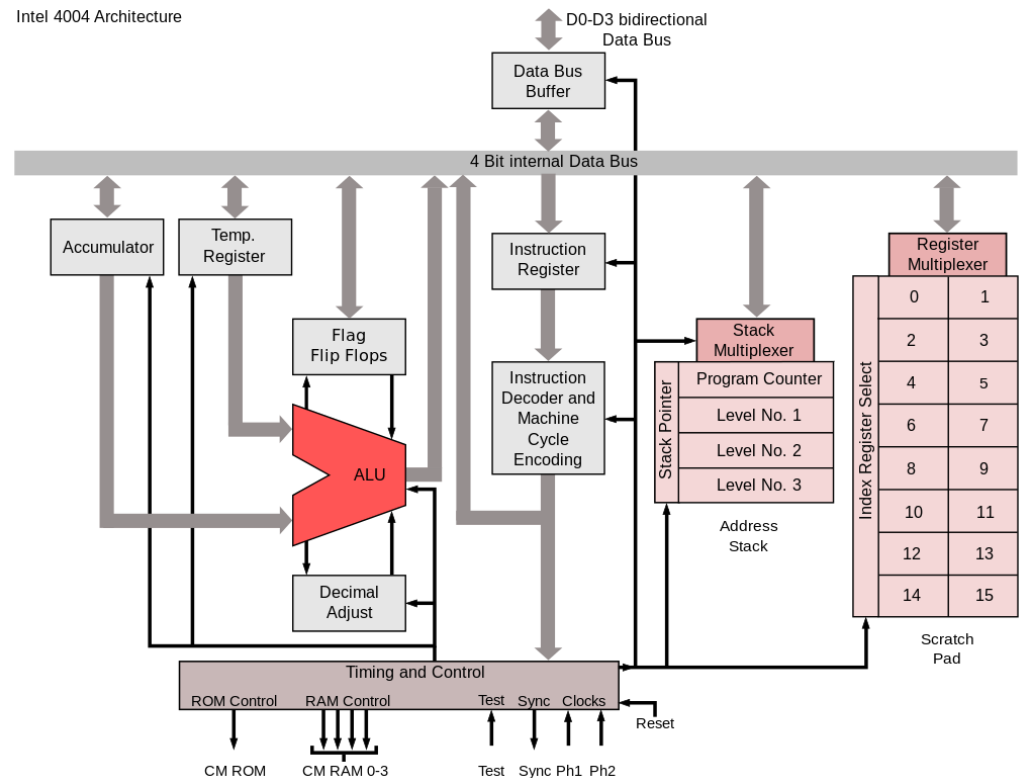 Intel 4004 Architecture
D0-D3 bidirectional
Data Bus
Data Bus
Buffer
4 Bit internal Data Bus
Accumulator
Temp.
Register
Instruction
Register
Register
Multiplexer
Flag
Flip Flops
Stack
Multiplexer
Index Register Select
0 1
2 3
4 5
6 7
8 9
10 11
12 13
14 15
Instruction
Decoder and
Machine
Cycle
Encoding
Stack Pointer
Program Counter
Level No. 1
Level No. 2
Level No. 3
ALU
Address
Stack
Decimal
Adjust
Scratch
Pad
Timing and Control
ROM Control RAM Control Test Sync Clocks
Reset
CM ROM CM RAM 0-3 Test Sync Ph1 Ph2